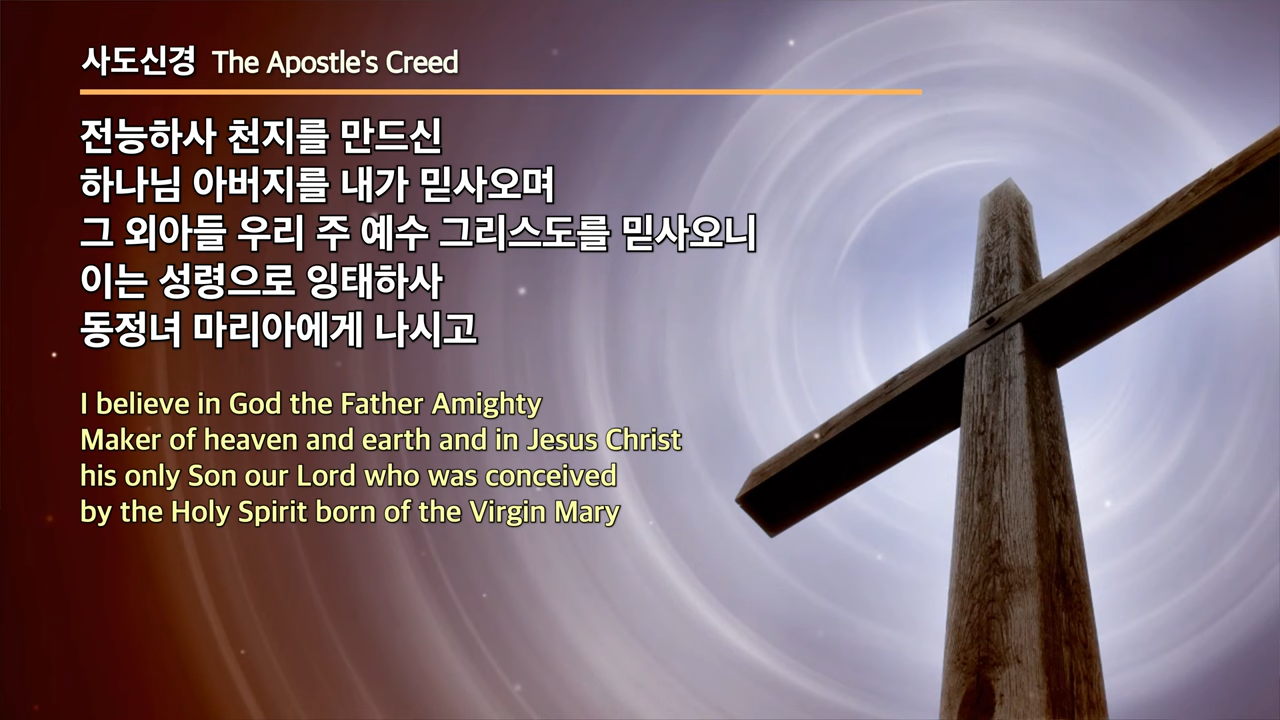 사도신경 The Apostle's Creed
전능하사 천지를 만드신
하나님 아버지를 내가 믿사오며
그 외아들 우리 주 예수 그리스도를 믿사오니
이는 성령으로 잉태하사
동정녀 마리아에게 나시고
I believe in God the Father Amighty
Maker of heaven and earth and in Jesus Christ
his only Son our Lord who was conceived
by the Holy Spirit born of the Virgin Mary